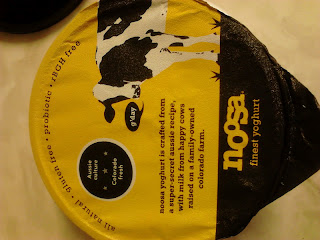 all natural • gluten free • probiotic • rBGH free
g'day
aussie
culture
Colorado
fresh
noosa yoghurt is crafted from
a super-secret aussie recipe,
with milk from happy cows
raised on a family-owned
colorado farm.
noosa
finest yoghurt